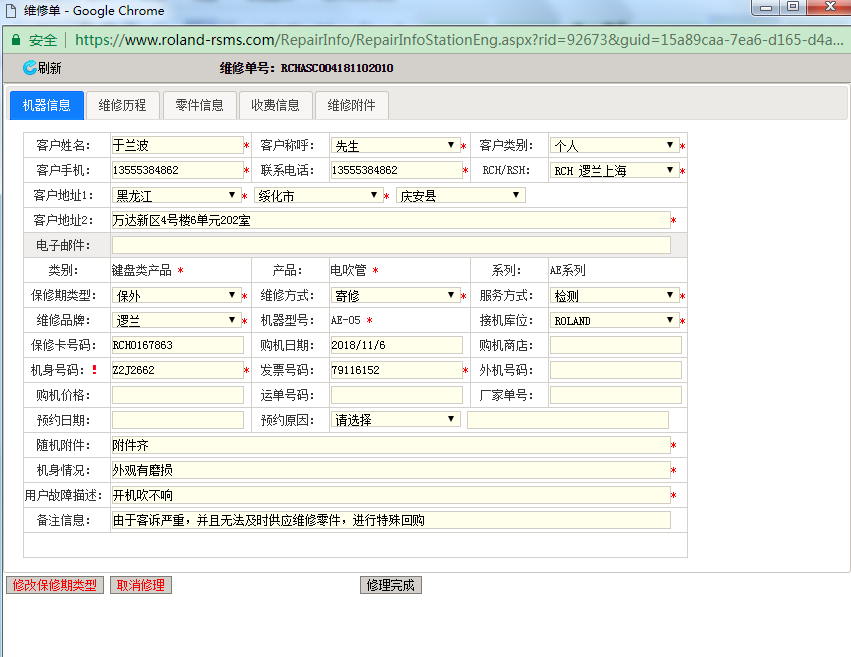 维修单 - Google Chrome
安全 https://www.roland-rsms.com/RepairInfo/RepairInfoStationEng.aspx?rid=92673&guid=15a89caa-7ea6-d165-d4a...
刷新 维修单号: RCHASC004181102010
机器信息 维修历程 零件信息 收费信息 维修附件
客户姓名: 于兰波 * 客户称呼: 先生 * 客户类别: 个人 *
客户手机: 13555384862 * 联系电话: 13555384862 * RCH/RSH: RCH 逻兰上海 *
客户地址1: 黑龙江 * 绥化市 * 庆安县
客户地址2: 万达新区4号楼6单元202室 *
电子邮件:
类别: 键盘类产品 * 产品: 电吹管 * 系列: AE系列
保修期类型: 保外 * 维修方式: 寄修 * 服务方式: 检测 *
维修品牌: 逻兰 * 机器型号: AE-05 * 接机库位: ROLAND *
保修卡号码: RCH0167863 购机日期: 2018/11/6 购机商店:
机身号码: ! Z2J2662 * 发票号码: 79116152 * 外机号码:
购机价格: 运单号码: 厂家单号:
预约日期: 预约原因: 请选择
随机附件: 附件齐 *
机身情况: 外观有磨损 *
用户故障描述: 开机吹不响 *
备注信息: 由于客诉严重，并且无法及时供应维修零件，进行特殊回购
修改保修期类型 取消修理 修理完成